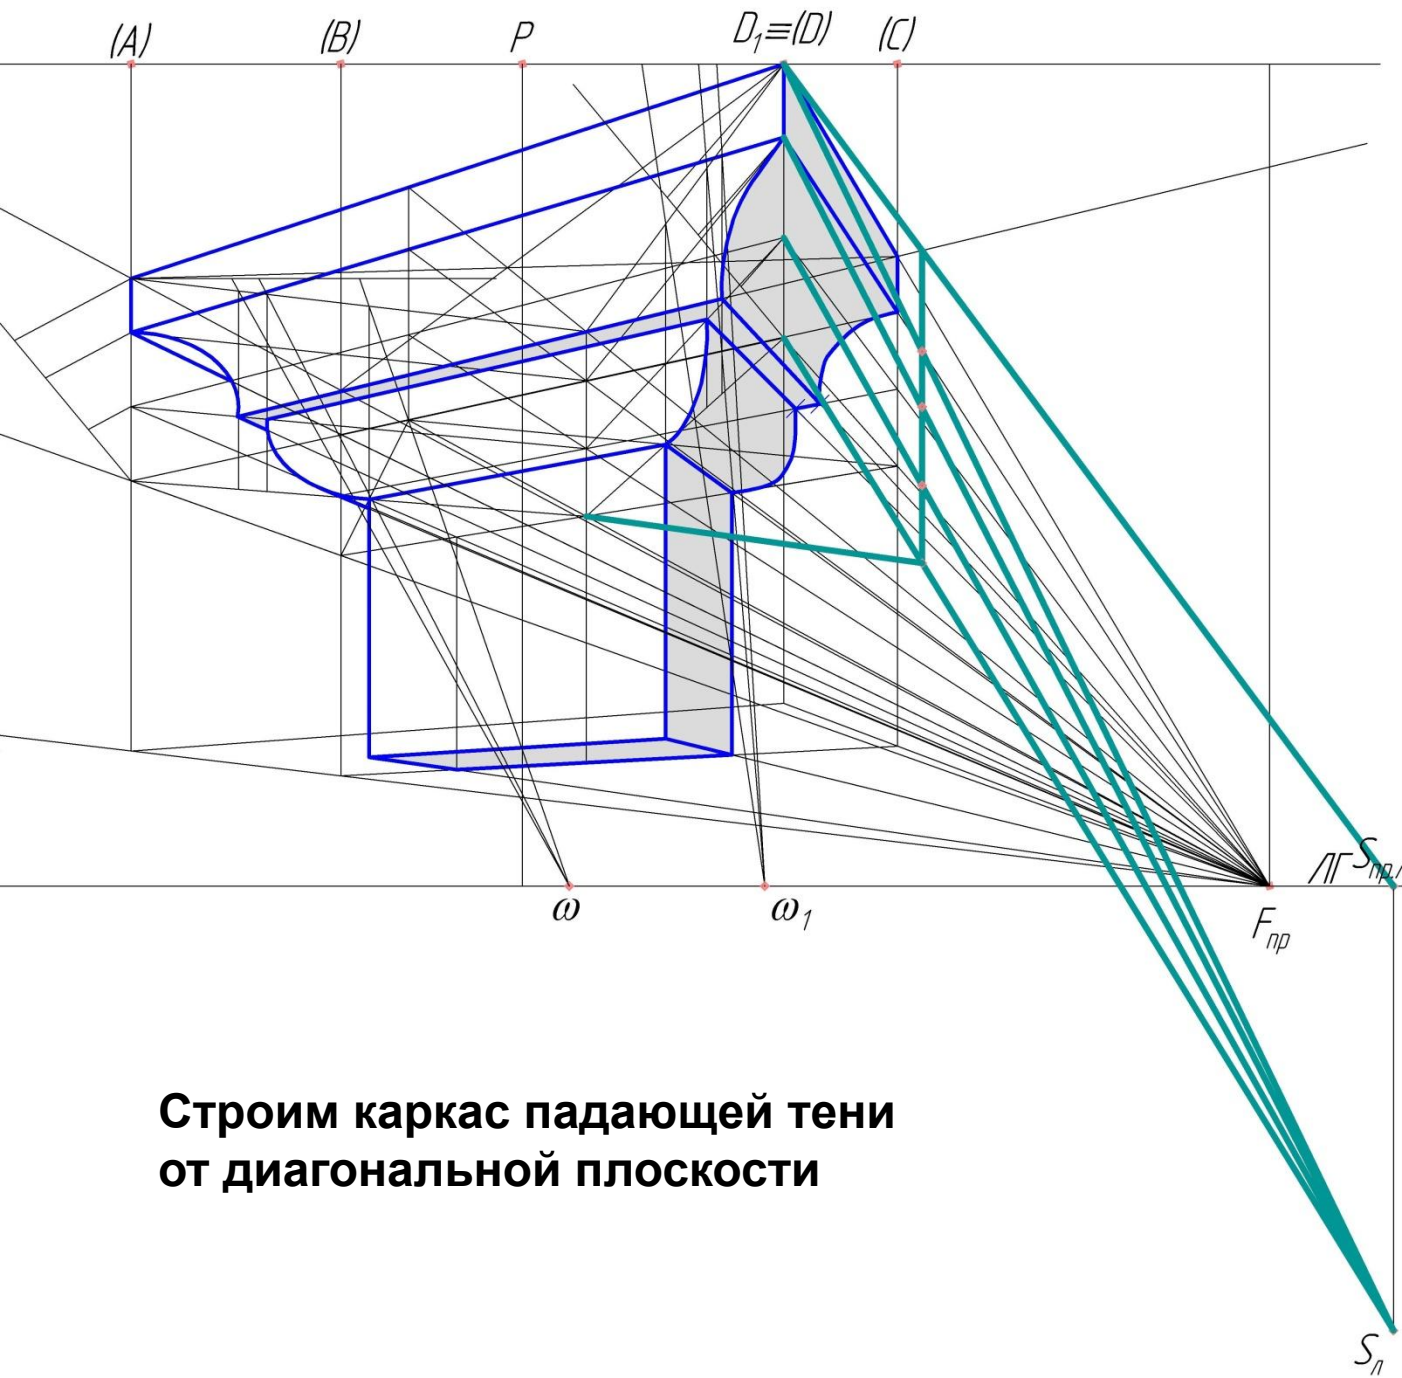 (A) (B) P D₁≡(D) (C)
ЛГ Sпр.л
ω ω₁ Fпр
Строим каркас падающей тени
от диагональной плоскости
Sл